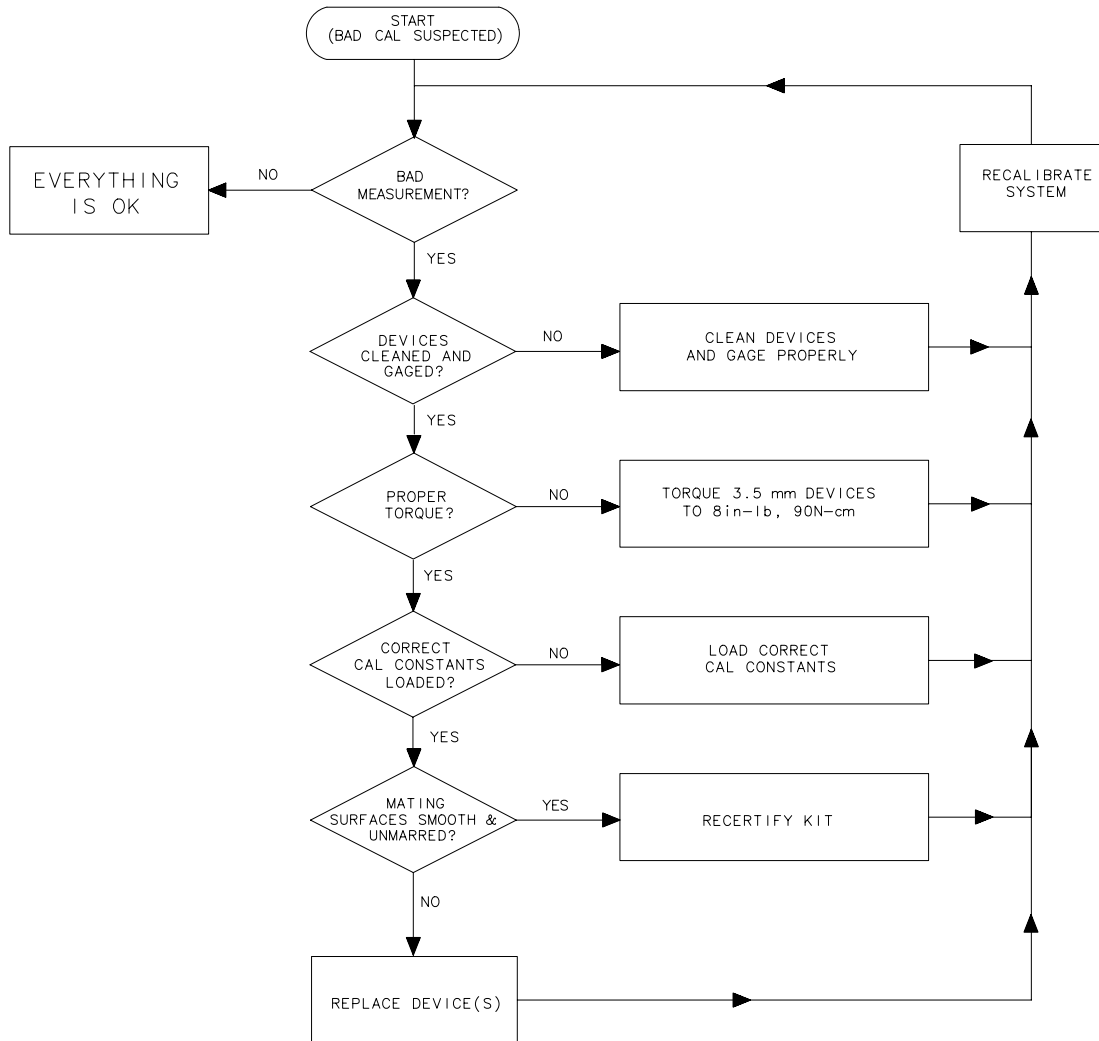 START
(BAD CAL SUSPECTED)
BAD
MEASUREMENT?
NO
EVERYTHING
IS OK
RECALIBRATE
SYSTEM
YES
DEVICES
CLEANED AND
GAGED?
NO
CLEAN DEVICES
AND GAGE PROPERLY
YES
PROPER
TORQUE?
NO
TORQUE 3.5 mm DEVICES
TO 8in-lb, 90N-cm
YES
CORRECT
CAL CONSTANTS
LOADED?
NO
LOAD CORRECT
CAL CONSTANTS
YES
MATING
SURFACES SMOOTH &
UNMARRED?
YES
RECERTIFY KIT
NO
REPLACE DEVICE(S)